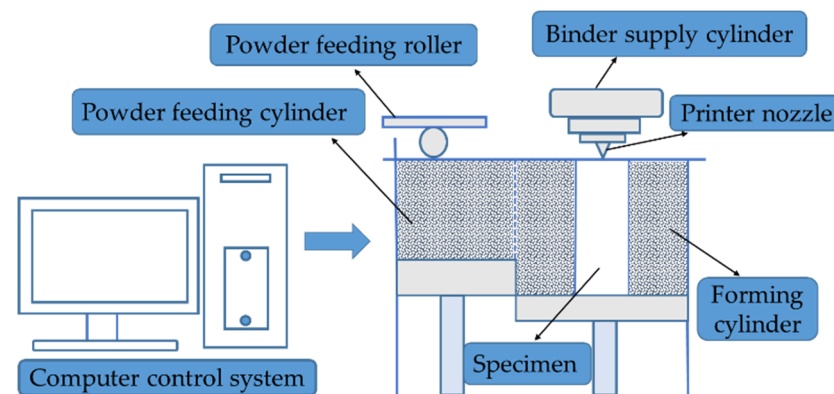 Powder feeding roller
Binder supply cylinder
Powder feeding cylinder
Printer nozzle
Forming
cylinder
Specimen
Computer control system